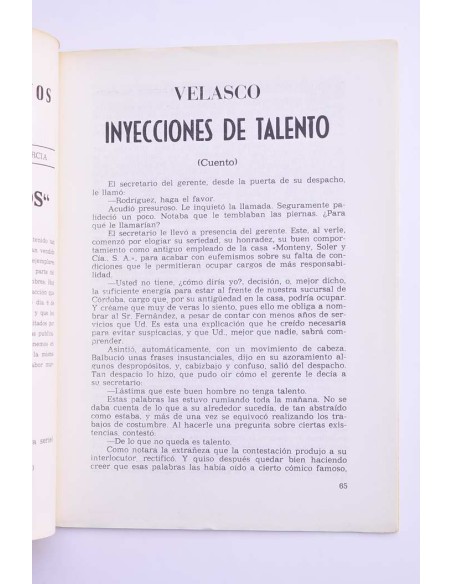 VOS
RCIA
OS"
VELASCO
INYECCIONES DE TALENTO
(Cuento)
El secretario del gerente, desde la puerta de su despacho,
le llamó:
—Rodríguez, haga el favor.
Acudió presuroso. Le inquietó la llamada. Seguramente pa-
lideció un poco. Notaba que le temblaban las piernas. ¿Para
qué le llamarían?
El secretario le llevó a presencia del gerente. Este, al verle,
comenzó por elogiar su seriedad, su honradez, su buen compor-
tamiento como antiguo empleado de la casa «Monteny, Soler y
Cía., S. A.», para acabar con eufemismos sobre su falta de con-
diciones que le permitieran ocupar cargos de más responsabi-
lidad.
—Usted no tiene, ¿cómo diría yo?, decisión, o, mejor dicho,
la suficiente energía para estar al frente de nuestra sucursal de
Córdoba, cargo que, por su antigüedad en la casa, podría ocupar.
Y créame que muy de veras lo siento, pues ello me obliga a nom-
brar al Sr. Fernández, a pesar de contar con menos años de ser-
vicios que Ud. Es esta una explicación que he creído necesaria
para evitar suspicacias, y que Ud., mejor que nadie, sabrá com-
prender.
Asintió, automáticamente, con un movimiento de cabeza.
Balbució unas frases insustanciales, dijo en su azoramiento al-
gunos despropósitos, y, cabizbajo y confuso, salió del despacho.
Tan despacio lo hizo, que pudo oír cómo el gerente le decía a
su secretario:
—Lástima que este buen hombre no tenga talento.
Estas palabras las estuvo rumiando toda la mañana. No se
daba cuenta de lo que a su alrededor sucedía, de tan abstraído
como estaba, y más de una vez se equivocó realizando los tra-
bajos de costumbre. Al hacerle una pregunta sobre ciertas exis-
tencias, contestó:
—De lo que no queda es talento.
Como notara la extrañeza que la contestación produjo a su
interlocutor, rectificó. Y quiso después quedar bien haciendo
creer que esas palabras las había oído a cierto cómico famoso,
65